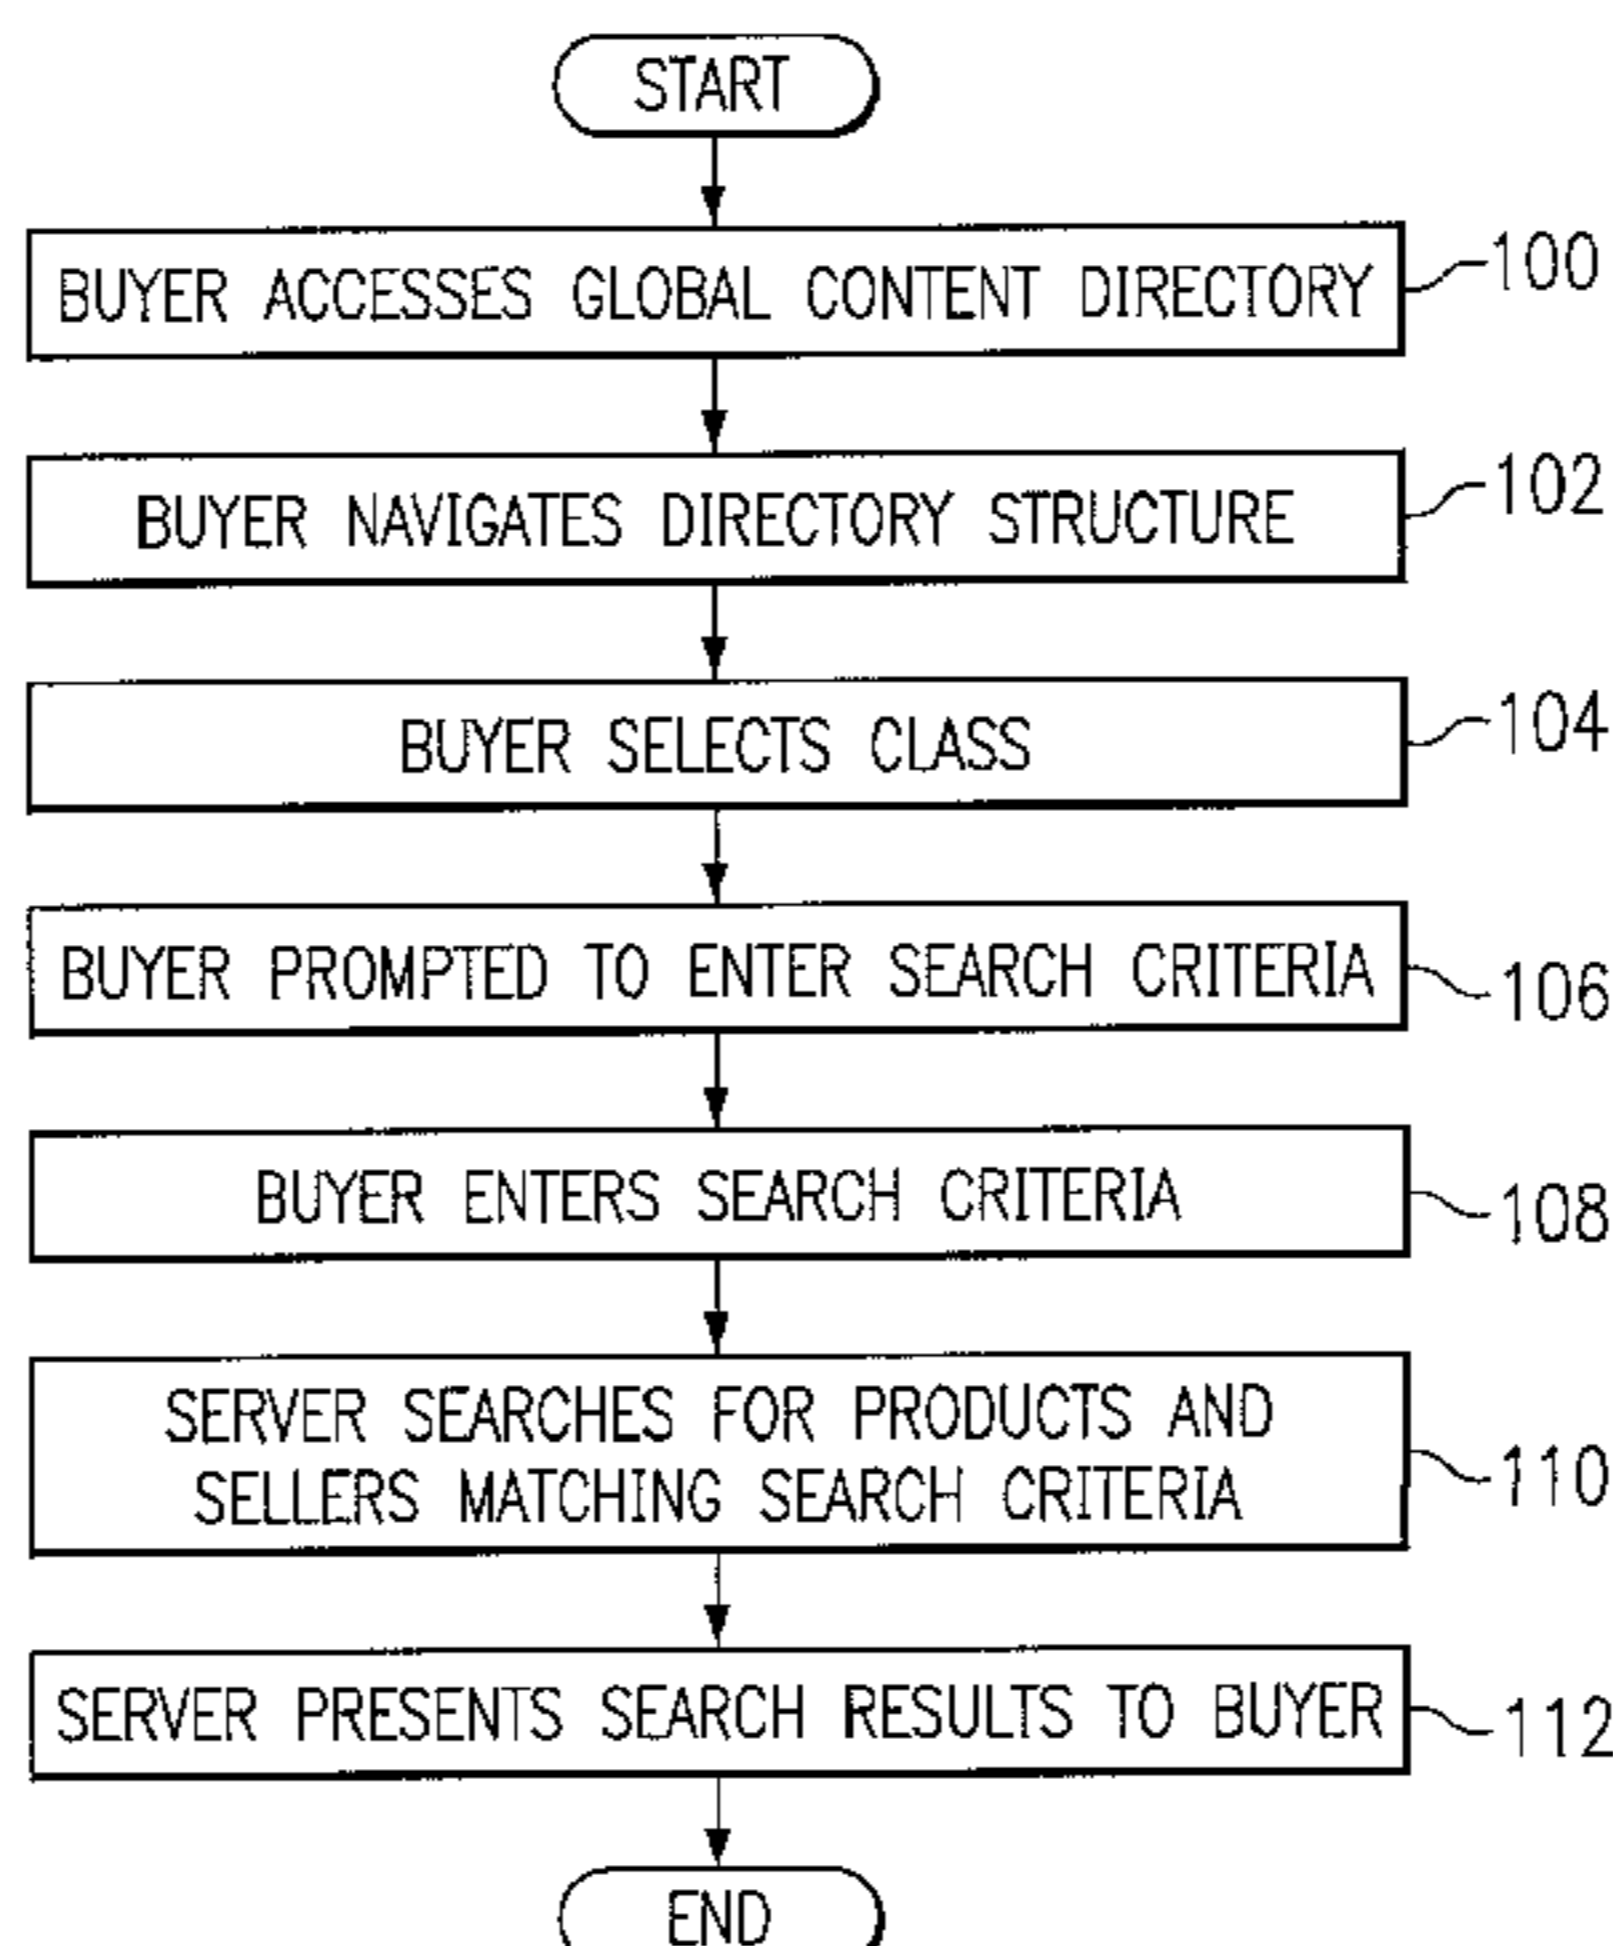 START
BUYER ACCESSES GLOBAL CONTENT DIRECTORY
100
BUYER NAVIGATES DIRECTORY STRUCTURE
102
BUYER SELECTS CLASS
104
BUYER PROMPTED TO ENTER SEARCH CRITERIA
106
BUYER ENTERS SEARCH CRITERIA
108
SERVER SEARCHES FOR PRODUCTS AND
SELLERS MATCHING SEARCH CRITERIA
110
SERVER PRESENTS SEARCH RESULTS TO BUYER
112
END